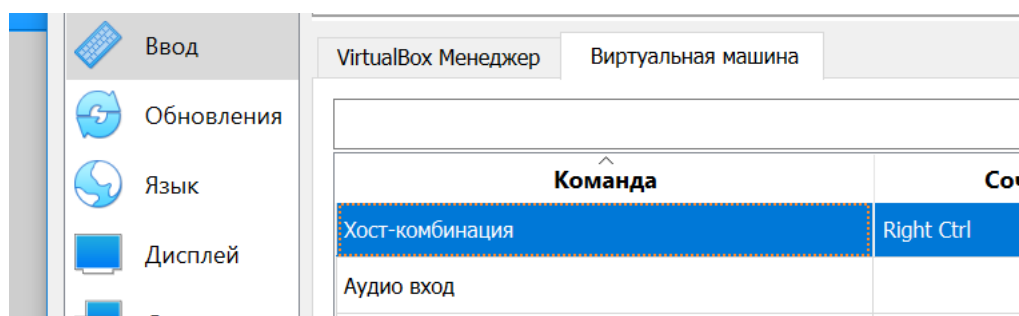 Ввод
Обновления
Язык
Дисплей
VirtualBox Менеджер
Виртуальная машина
Команда
Хост-комбинация
Right Ctrl
Аудио вход